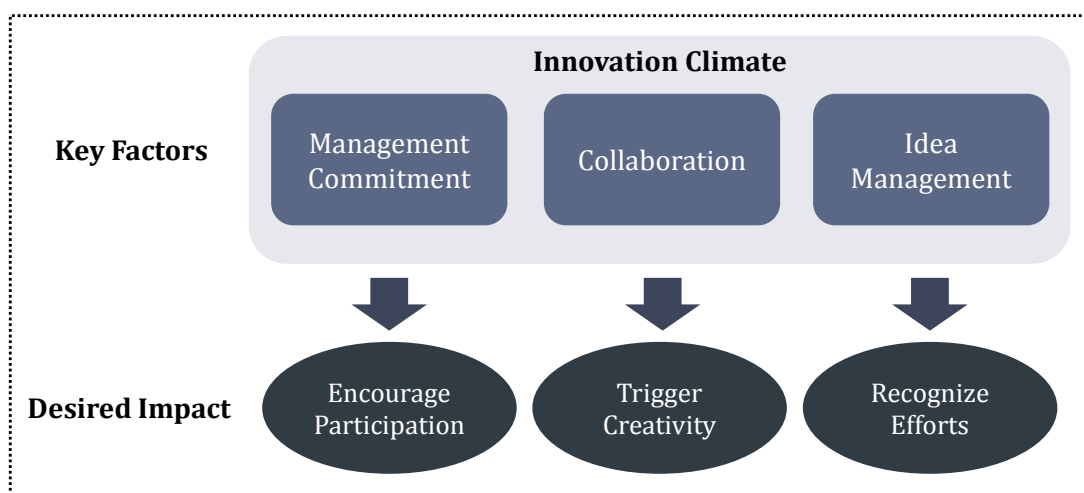 Innovation Climate
Key Factors
Management
Commitment
Collaboration
Idea
Management
Desired Impact
Encourage
Participation
Trigger
Creativity
Recognize
Efforts